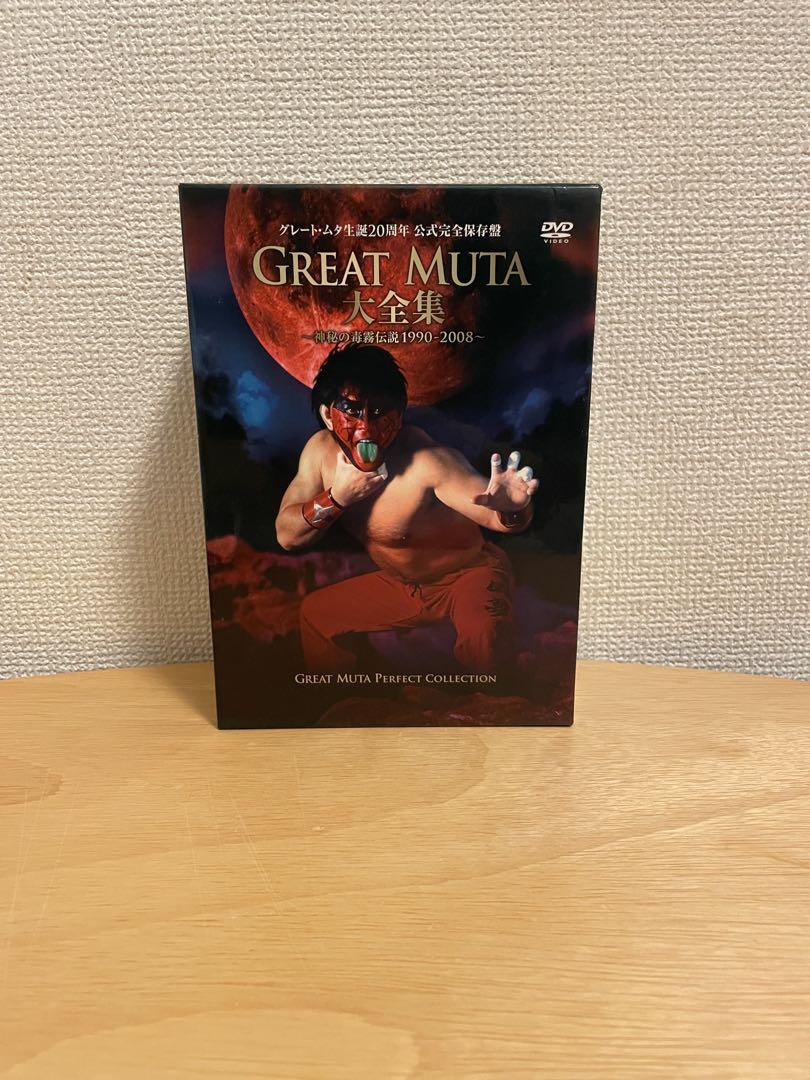 グレート・ムタ生誕20周年 公式完全保存盤
DVD
VIDEO
GREAT MUTA
大全集
～神秘の毒霧伝説1990-2008～
GREAT MUTA PERFECT COLLECTION